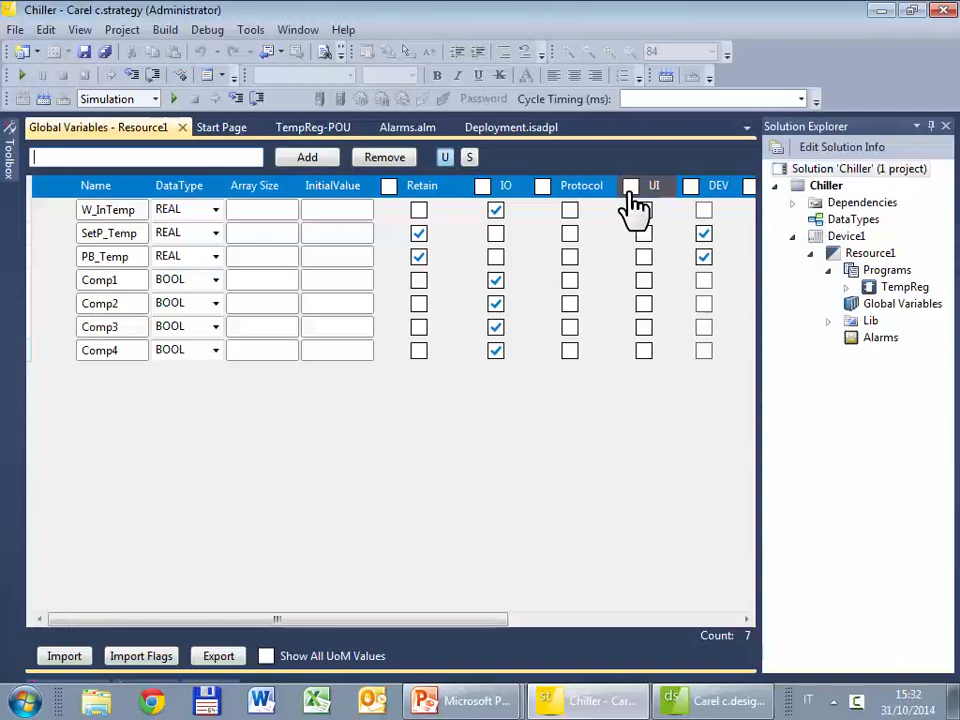 Chiller - Carel c.strategy (Administrator)
File Edit View Project Build Debug Tools Window Help
84
B I U S A
Simulation Password Cycle Timing (ms):
Toolbox
Global Variables - Resource1 Start Page TempReg-POU Alarms.alm Deployment.isadpl
Add Remove U S
Name DataType Array Size InitialValue Retain IO Protocol UI DEV
W_InTemp REAL
SetP_Temp REAL
PB_Temp REAL
Comp1 BOOL
Comp2 BOOL
Comp3 BOOL
Comp4 BOOL
Count: 7
Import Import Flags Export Show All UoM Values
Solution Explorer
Edit Solution Info
Solution 'Chiller' (1 project)
Chiller
Dependencies
DataTypes
Device1
Resource1
Programs
TempReg
Global Variables
Lib
Alarms
Microsoft P... st Chiller - Care... ds Carel c.desig... IT 15:32
31/10/2014